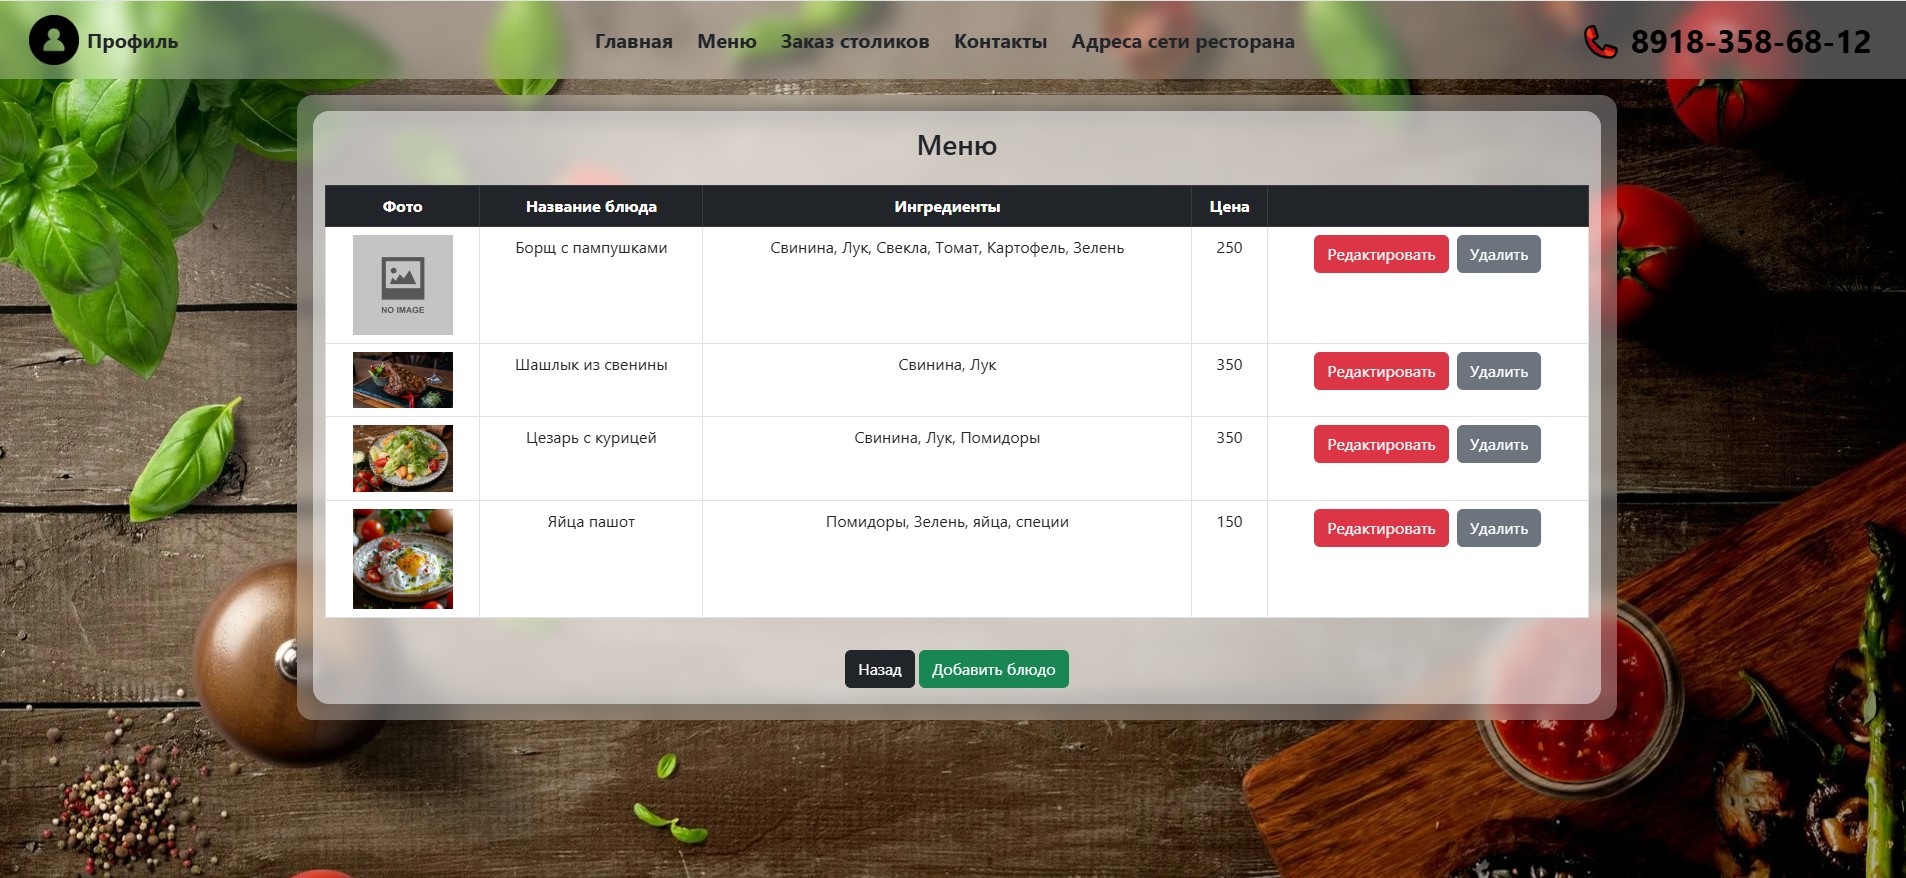 Профиль
Главная Меню Заказ столиков Контакты Адреса сети ресторана
8918-358-68-12
Меню
Фото Название блюда Ингредиенты Цена
NO IMAGE Борщ с пампушками Свинина, Лук, Свекла, Томат, Картофель, Зелень 250 Редактировать Удалить
Шашлык из свенины Свинина, Лук 350 Редактировать Удалить
Цезарь с курицей Свинина, Лук, Помидоры 350 Редактировать Удалить
Яйца пашот Помидоры, Зелень, яйца, специи 150 Редактировать Удалить
Назад Добавить блюдо